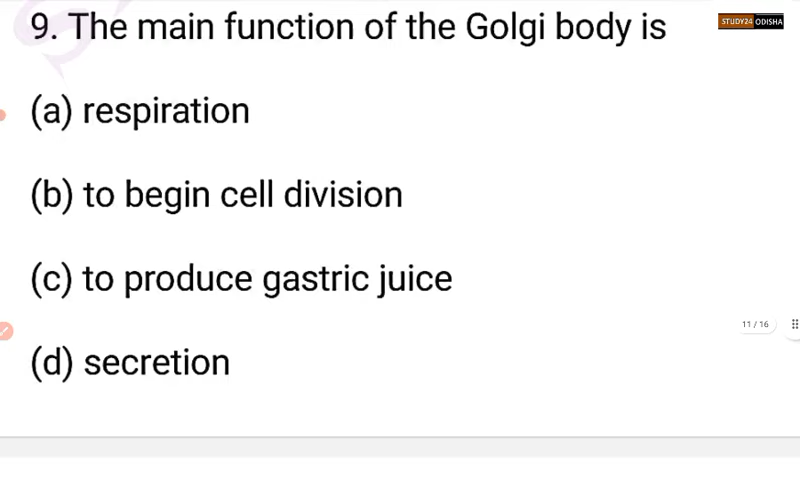 9. The main function of the Golgi body is
STUDY24 ODISHA
(a) respiration
(b) to begin cell division
(c) to produce gastric juice
11 / 16
(d) secretion